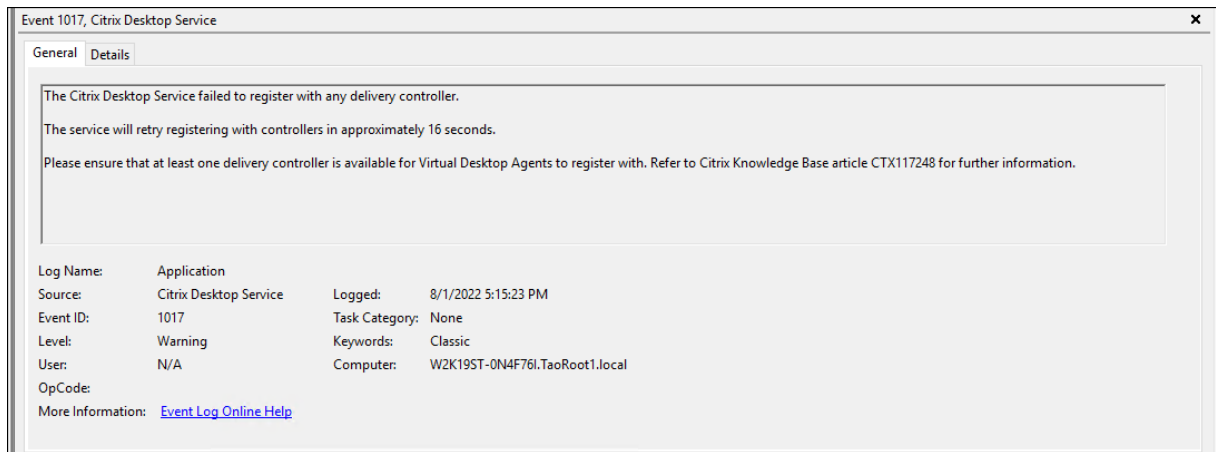 Event 1017, Citrix Desktop Service
General Details
The Citrix Desktop Service failed to register with any delivery controller.
The service will retry registering with controllers in approximately 16 seconds.
Please ensure that at least one delivery controller is available for Virtual Desktop Agents to register with. Refer to Citrix Knowledge Base article CTX117248 for further information.
Log Name: Application
Source: Citrix Desktop Service Logged: 8/1/2022 5:15:23 PM
Event ID: 1017 Task Category: None
Level: Warning Keywords: Classic
User: N/A Computer: W2K19ST-0N4F76I.TaoRoot1.local
OpCode:
More Information: Event Log Online Help